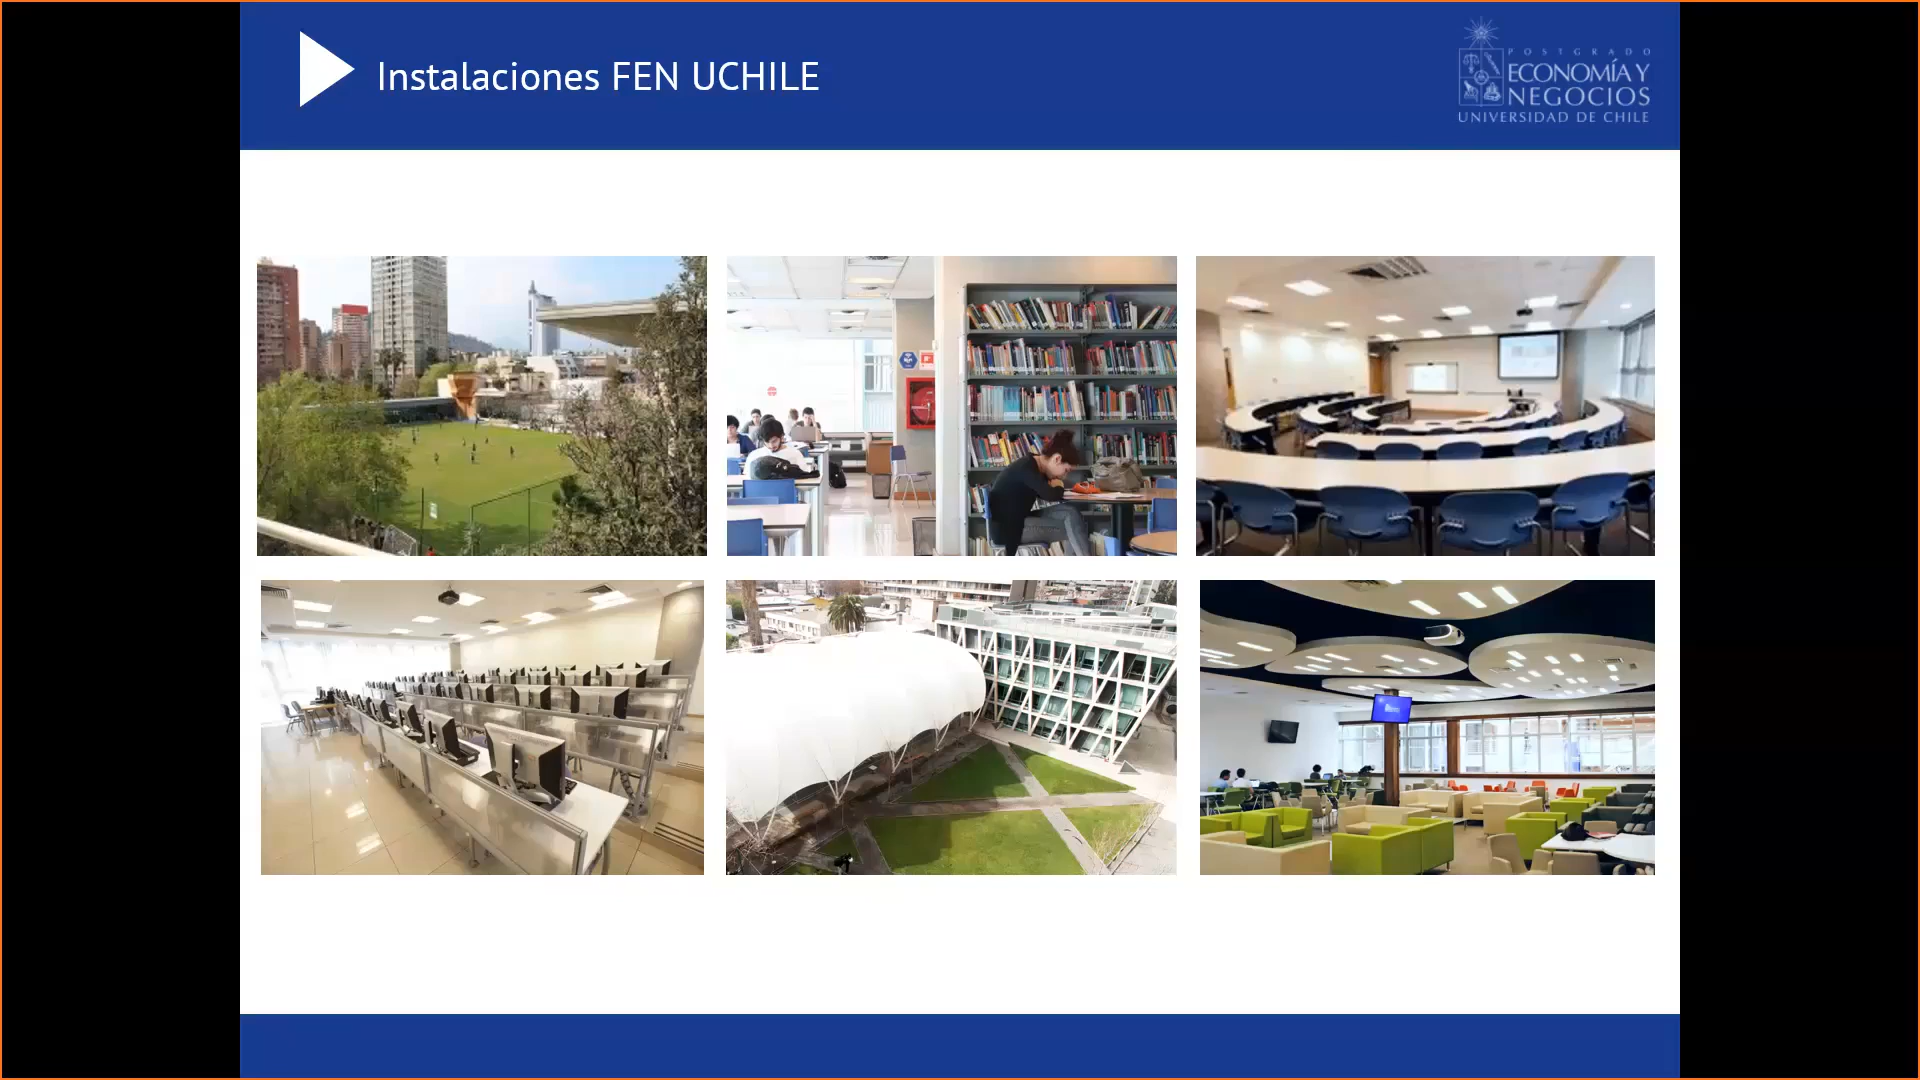 Instalaciones FEN UCHILE
POSTGRADO
ECONOMÍA Y
NEGOCIOS
UNIVERSIDAD DE CHILE